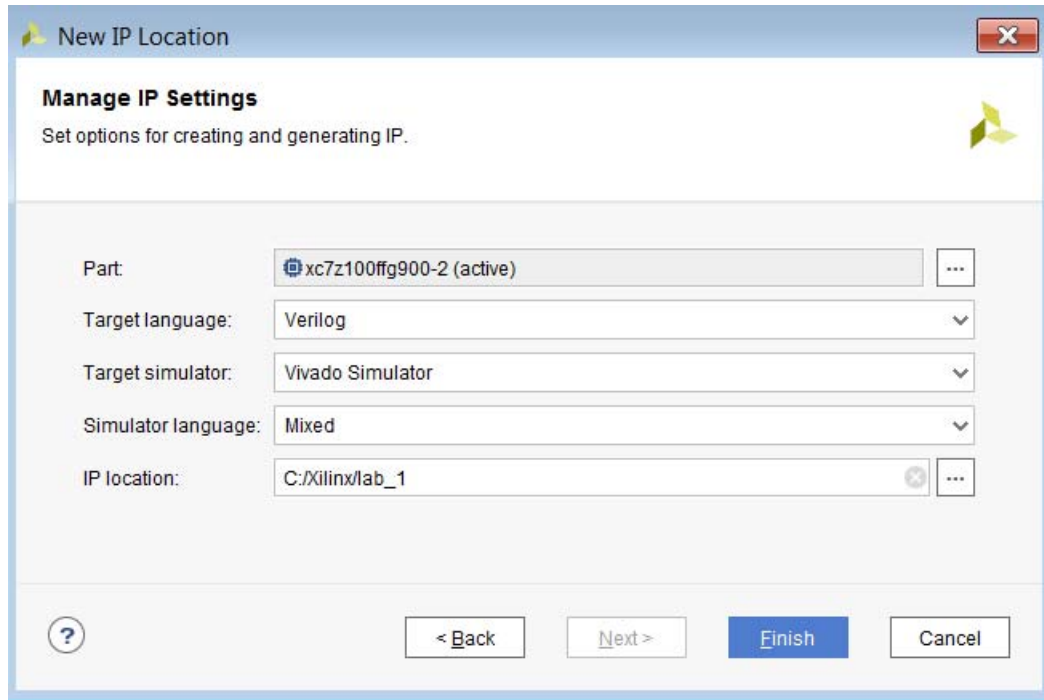 New IP Location
Manage IP Settings
Set options for creating and generating IP.
Part: xc7z100ffg900-2 (active) ...
Target language: Verilog
Target simulator: Vivado Simulator
Simulator language: Mixed
IP location: C:/Xilinx/lab_1 ...
? < Back Next > Finish Cancel